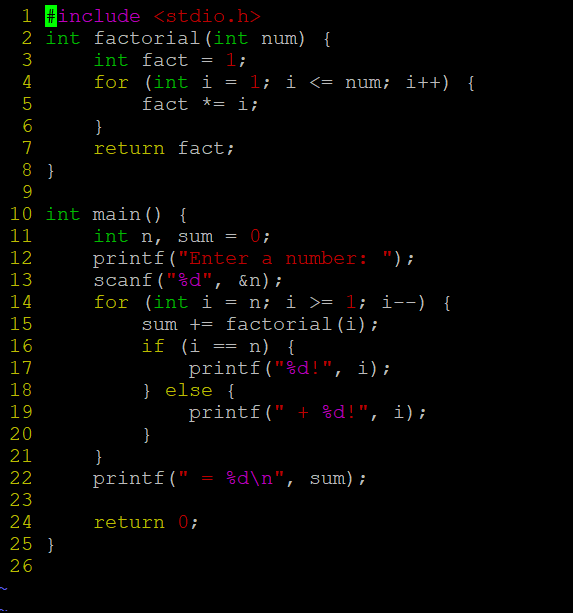 1 #include <stdio.h>
2 int factorial(int num) {
3     int fact = 1;
4     for (int i = 1; i <= num; i++) {
5         fact *= i;
6     }
7     return fact;
8 }
9
10 int main() {
11     int n, sum = 0;
12     printf("Enter a number: ");
13     scanf("%d", &n);
14     for (int i = n; i >= 1; i--) {
15         sum += factorial(i);
16         if (i == n) {
17             printf("%d!", i);
18         } else {
19             printf(" + %d!", i);
20         }
21     }
22     printf(" = %d\n", sum);
23
24     return 0;
25 }
26
~
~